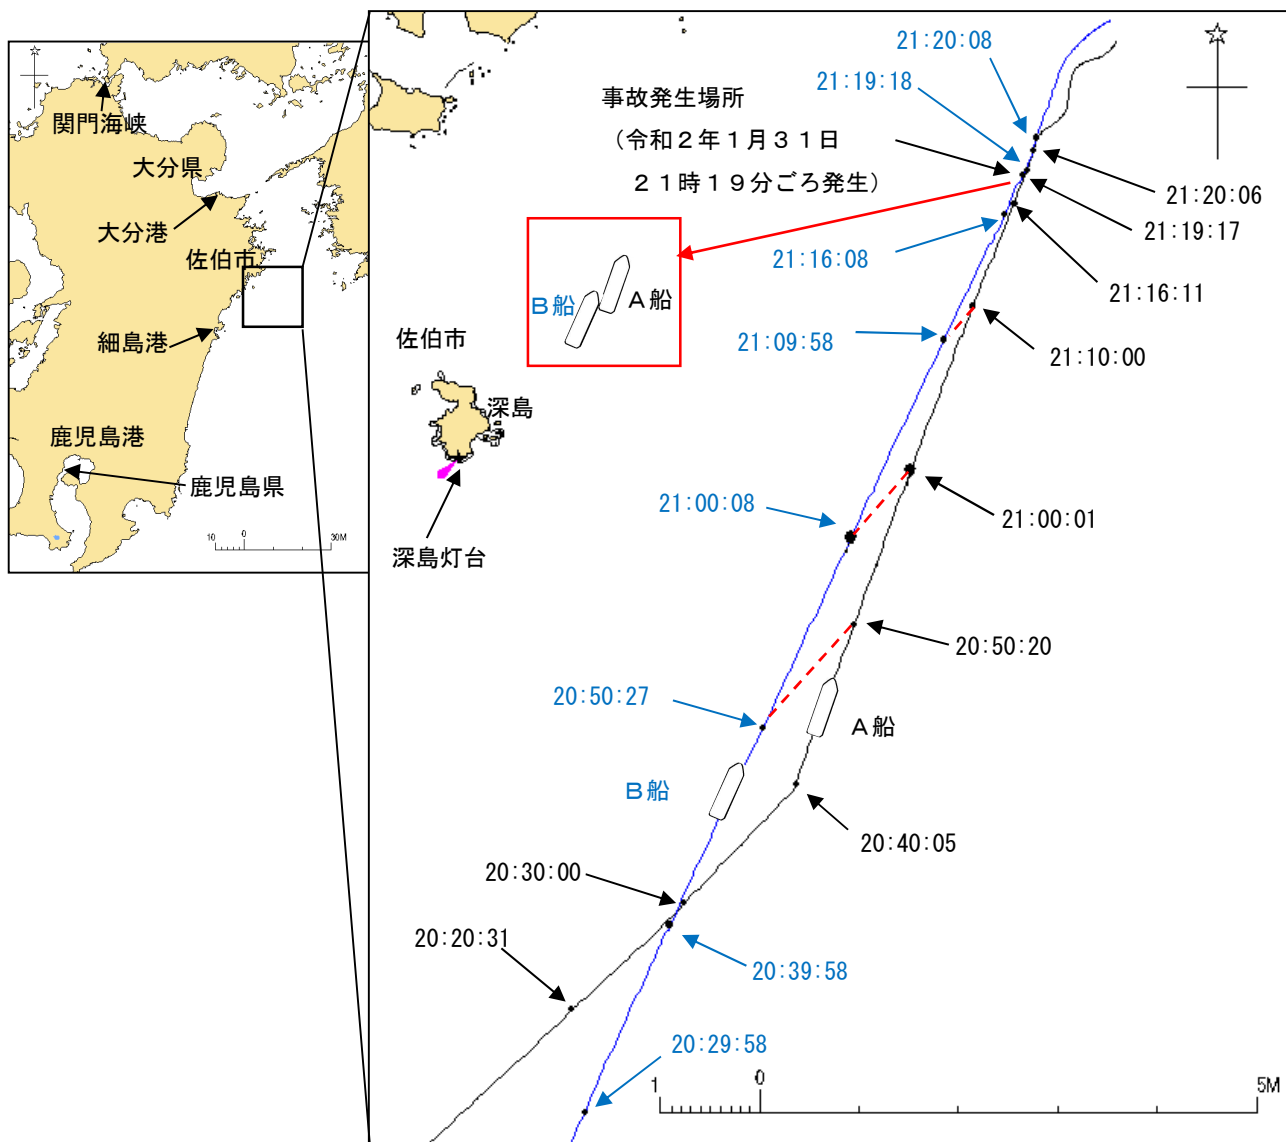 関門海峡
大分県
大分港
佐伯市
細島港
鹿児島港
鹿児島県
10 0 30M
事故発生場所
(令和2年1月31日
21時19分ごろ発生)
21:20:08
21:19:18
21:20:06
21:19:17
21:16:08
21:16:11
B船
A船
21:09:58
21:10:00
佐伯市
深島
深島灯台
21:00:08
21:00:01
20:50:20
20:50:27
A船
B船
20:40:05
20:30:00
20:20:31
20:39:58
20:29:58
1 0 5M